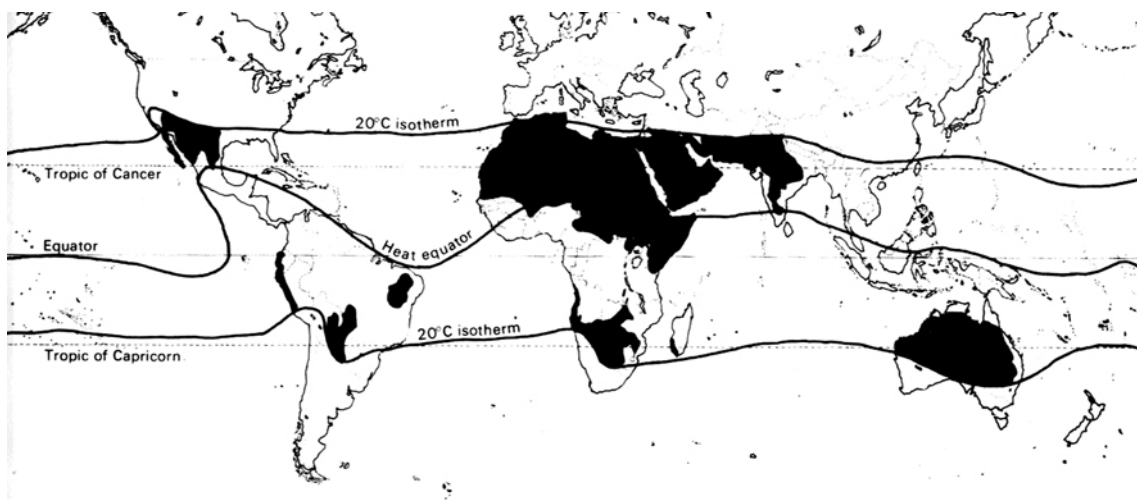 20°C isotherm
Tropic of Cancer
Equator
Heat equator
20°C isotherm
Tropic of Capricorn